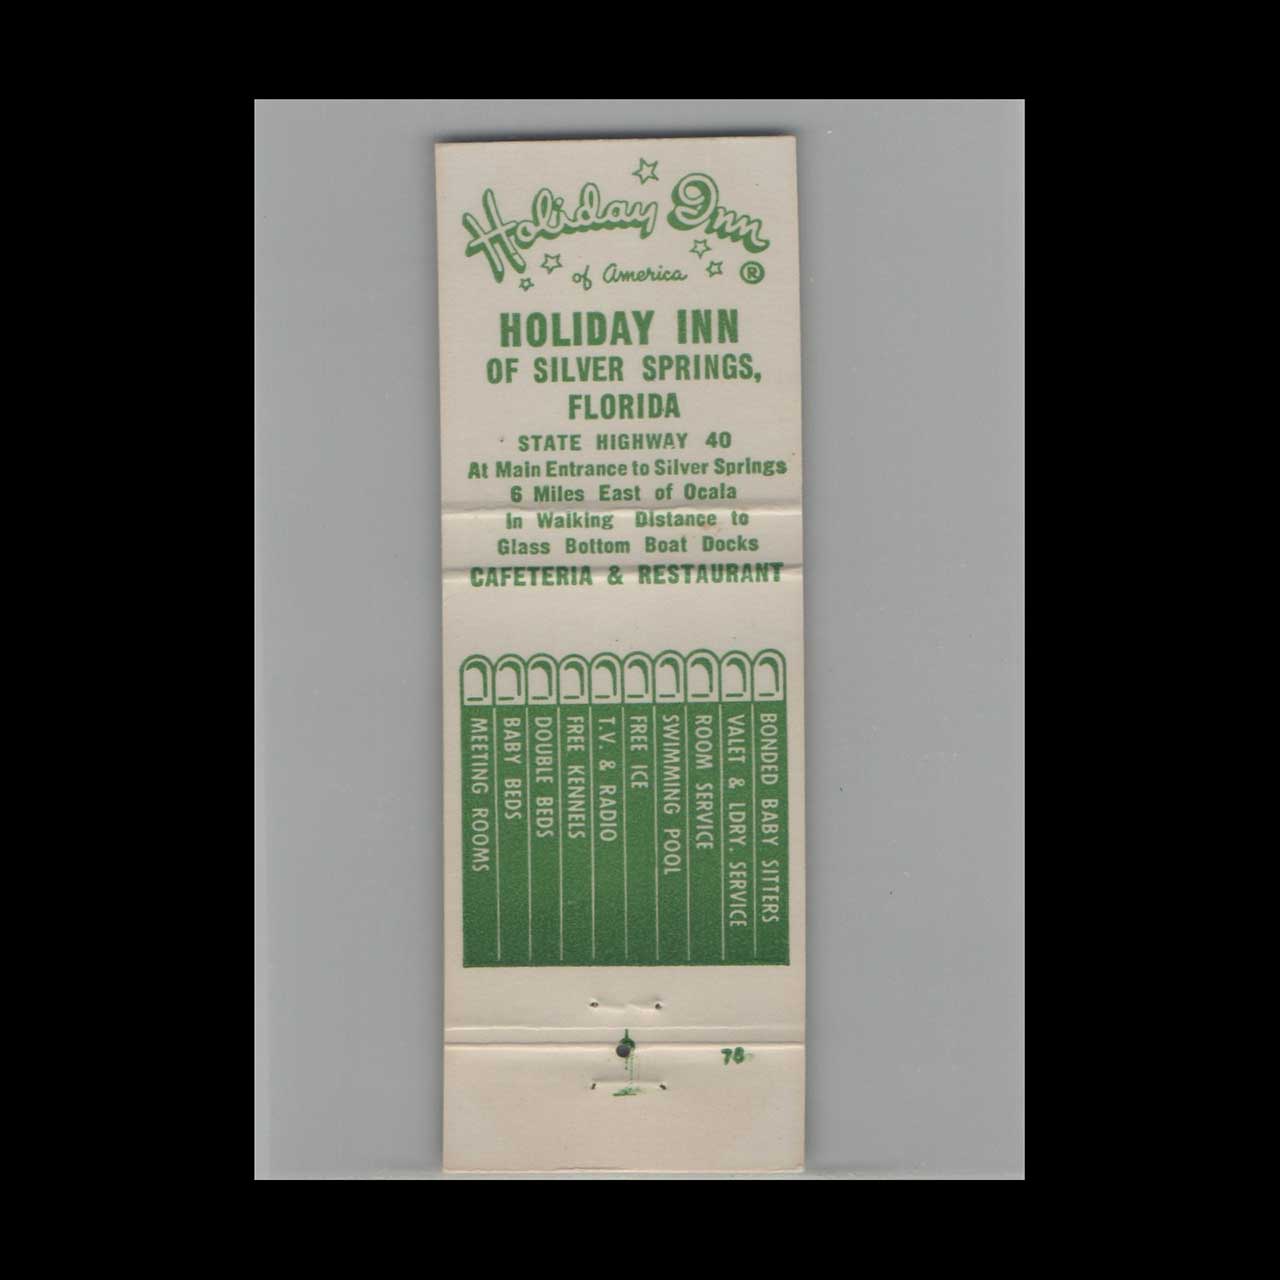 Holiday Inn
of America ®
HOLIDAY INN
OF SILVER SPRINGS,
FLORIDA
STATE HIGHWAY 40
At Main Entrance to Silver Springs
6 Miles East of Ocala
In Walking Distance to
Glass Bottom Boat Docks
CAFETERIA & RESTAURANT
MEETING ROOMS
BABY BEDS
DOUBLE BEDS
FREE KENNELS
T.V. & RADIO
FREE ICE
SWIMMING POOL
ROOM SERVICE
VALET & LDRY. SERVICE
BONDED BABY SITTERS